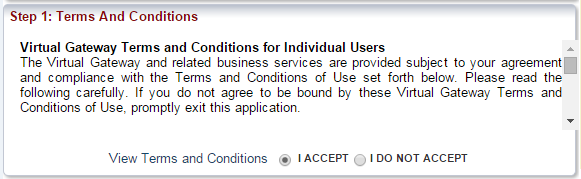 Step 1: Terms And Conditions
Virtual Gateway Terms and Conditions for Individual Users
The Virtual Gateway and related business services are provided subject to your agreement
and compliance with the Terms and Conditions of Use set forth below. Please read the
following carefully. If you do not agree to be bound by these Virtual Gateway Terms and
Conditions of Use, promptly exit this application.
View Terms and Conditions I ACCEPT I DO NOT ACCEPT